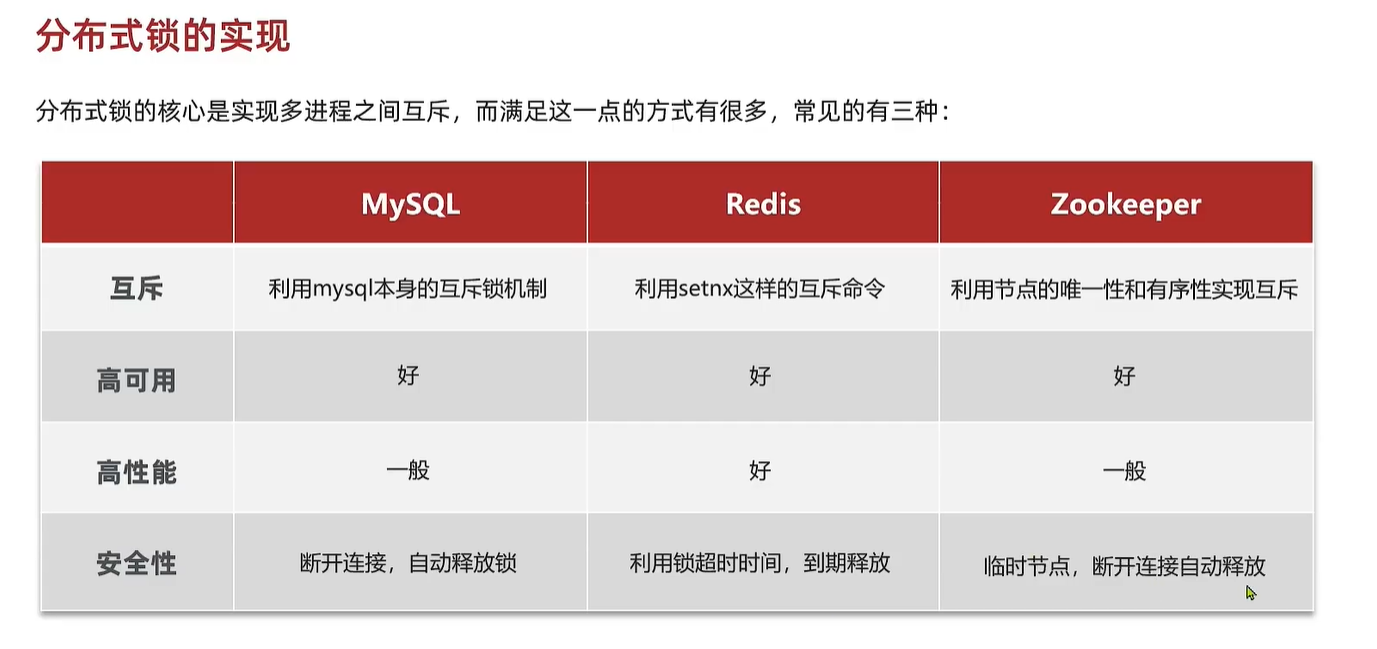 分布式锁的实现
分布式锁的核心是实现多进程之间互斥，而满足这一点的方式有很多，常见的有三种：
MySQL Redis Zookeeper
互斥 利用mysql本身的互斥锁机制 利用setnx这样的互斥命令 利用节点的唯一性和有序性实现互斥
高可用 好 好 好
高性能 一般 好 一般
安全性 断开连接，自动释放锁 利用锁超时时间，到期释放 临时节点，断开连接自动释放